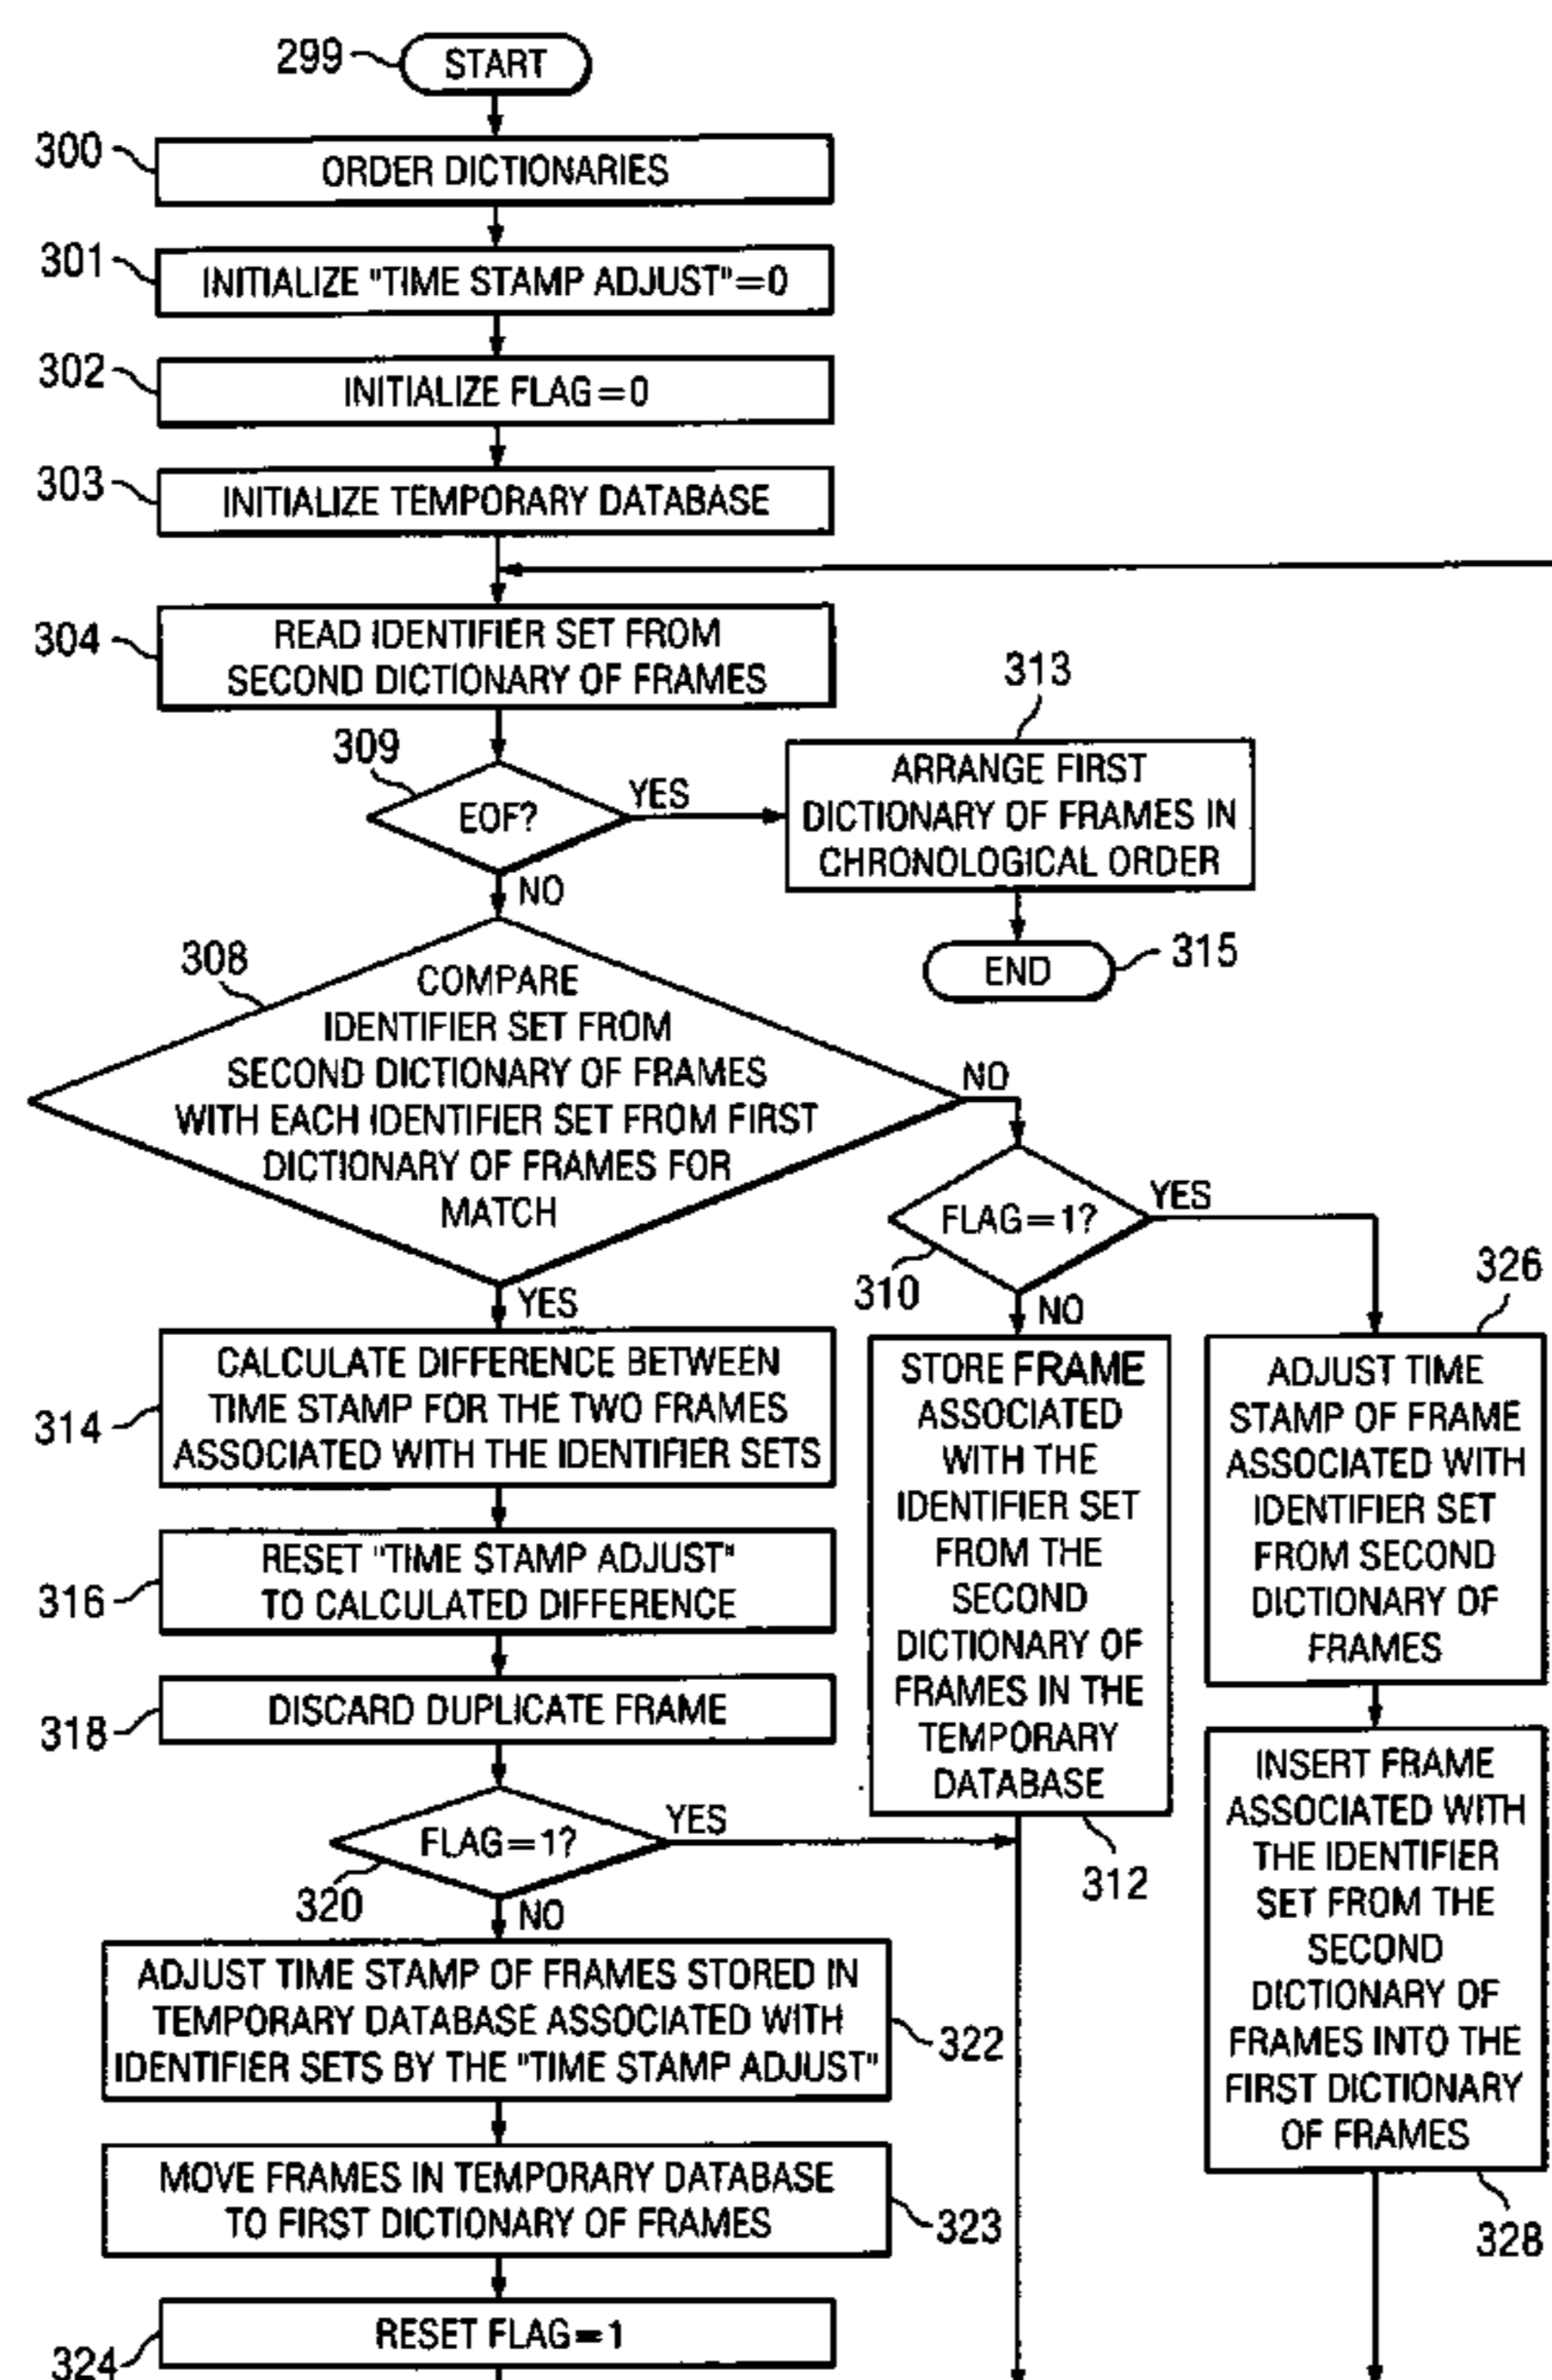 299
START
300
ORDER DICTIONARIES
301
INITIALIZE "TIME STAMP ADJUST"=0
302
INITIALIZE FLAG=0
303
INITIALIZE TEMPORARY DATABASE
304
READ IDENTIFIER SET FROM
SECOND DICTIONARY OF FRAMES
309
EOF?
YES
NO
313
ARRANGE FIRST
DICTIONARY OF FRAMES IN
CHRONOLOGICAL ORDER
END
315
308
COMPARE
IDENTIFIER SET FROM
SECOND DICTIONARY OF FRAMES
WITH EACH IDENTIFIER SET FROM FIRST
DICTIONARY OF FRAMES FOR
MATCH
NO
YES
FLAG=1?
310
YES
NO
314
CALCULATE DIFFERENCE BETWEEN
TIME STAMP FOR THE TWO FRAMES
ASSOCIATED WITH THE IDENTIFIER SETS
316
RESET "TIME STAMP ADJUST"
TO CALCULATED DIFFERENCE
318
DISCARD DUPLICATE FRAME
FLAG=1?
320
YES
NO
ADJUST TIME STAMP OF FRAMES STORED IN
TEMPORARY DATABASE ASSOCIATED WITH
IDENTIFIER SETS BY THE "TIME STAMP ADJUST"
322
MOVE FRAMES IN TEMPORARY DATABASE
TO FIRST DICTIONARY OF FRAMES
323
RESET FLAG=1
324
STORE FRAME
ASSOCIATED
WITH THE
IDENTIFIER SET
FROM THE
SECOND
DICTIONARY OF
FRAMES IN THE
TEMPORARY
DATABASE
312
326
ADJUST TIME
STAMP OF FRAME
ASSOCIATED WITH
IDENTIFIER SET
FROM SECOND
DICTIONARY OF
FRAMES
INSERT FRAME
ASSOCIATED WITH
THE IDENTIFIER
SET FROM THE
SECOND
DICTIONARY OF
FRAMES INTO THE
FIRST DICTIONARY
OF FRAMES
328